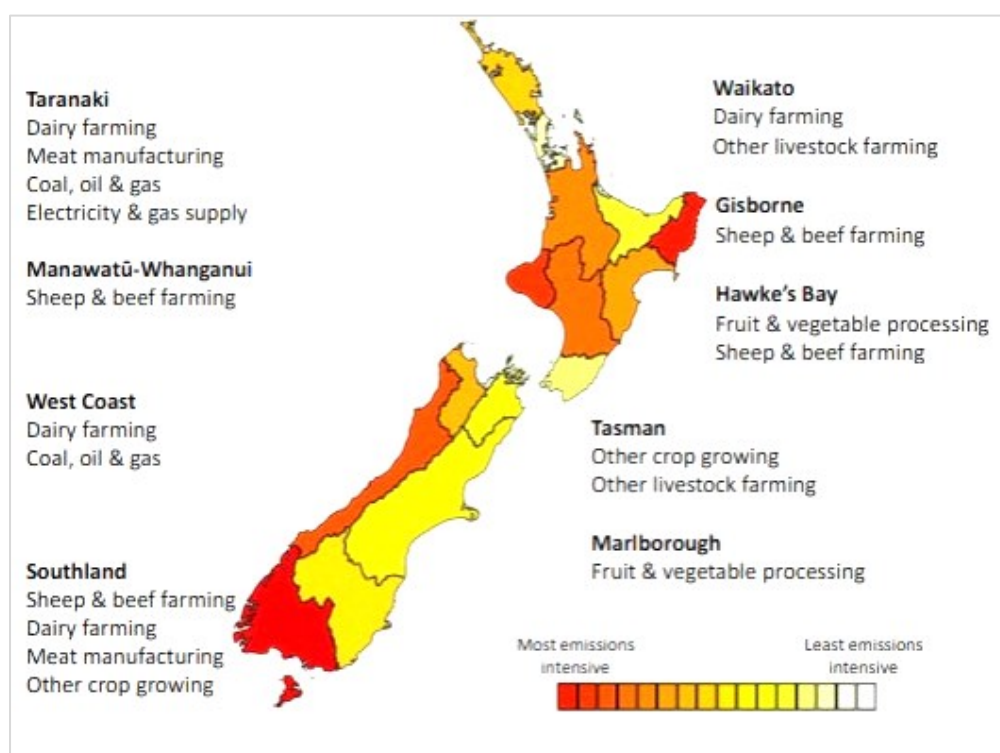 Taranaki
Dairy farming
Meat manufacturing
Coal, oil & gas
Electricity & gas supply
Manawatū-Whanganui
Sheep & beef farming
West Coast
Dairy farming
Coal, oil & gas
Southland
Sheep & beef farming
Dairy farming
Meat manufacturing
Other crop growing
Waikato
Dairy farming
Other livestock farming
Gisborne
Sheep & beef farming
Hawke's Bay
Fruit & vegetable processing
Sheep & beef farming
Tasman
Other crop growing
Other livestock farming
Marlborough
Fruit & vegetable processing
Most emissions
intensive
Least emissions
intensive